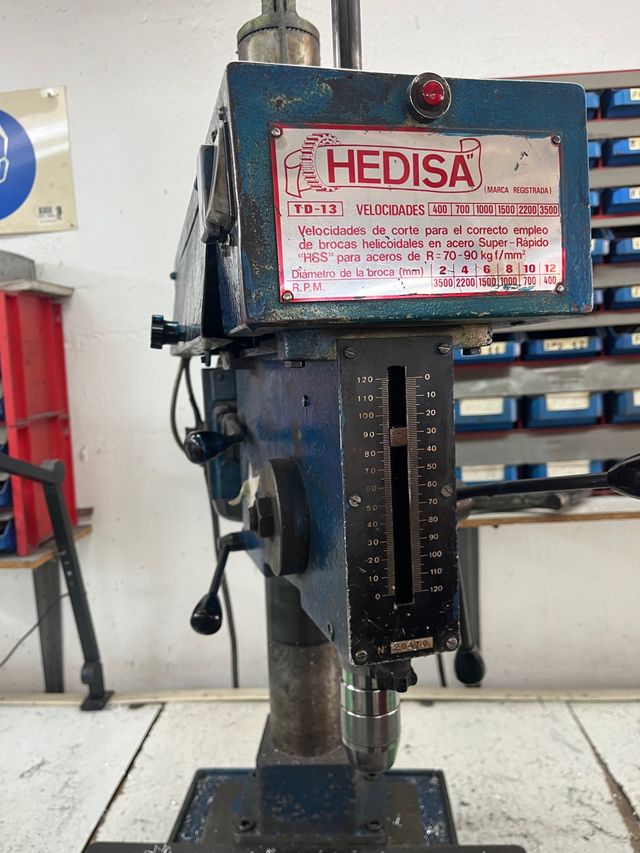 "HEDISA"
(MARCA REGISTRADA)
TD-13 VELOCIDADES 400 700 1000 1500 2200 3500
Velocidades de corte para el correcto empleo
de brocas helicoidales en acero Super-Rápido
"HSS" para aceros de R=70-90 kgf/mm²
Diámetro de la broca (mm) 2 4 6 8 10 12
R.P.M. 3500 2200 1500 1000 700 400
120 0
110 10
100 20
90 30
80 40
70 50
60 60
50 70
40 80
30 90
20 100
10 110
0 120
Nº 20470